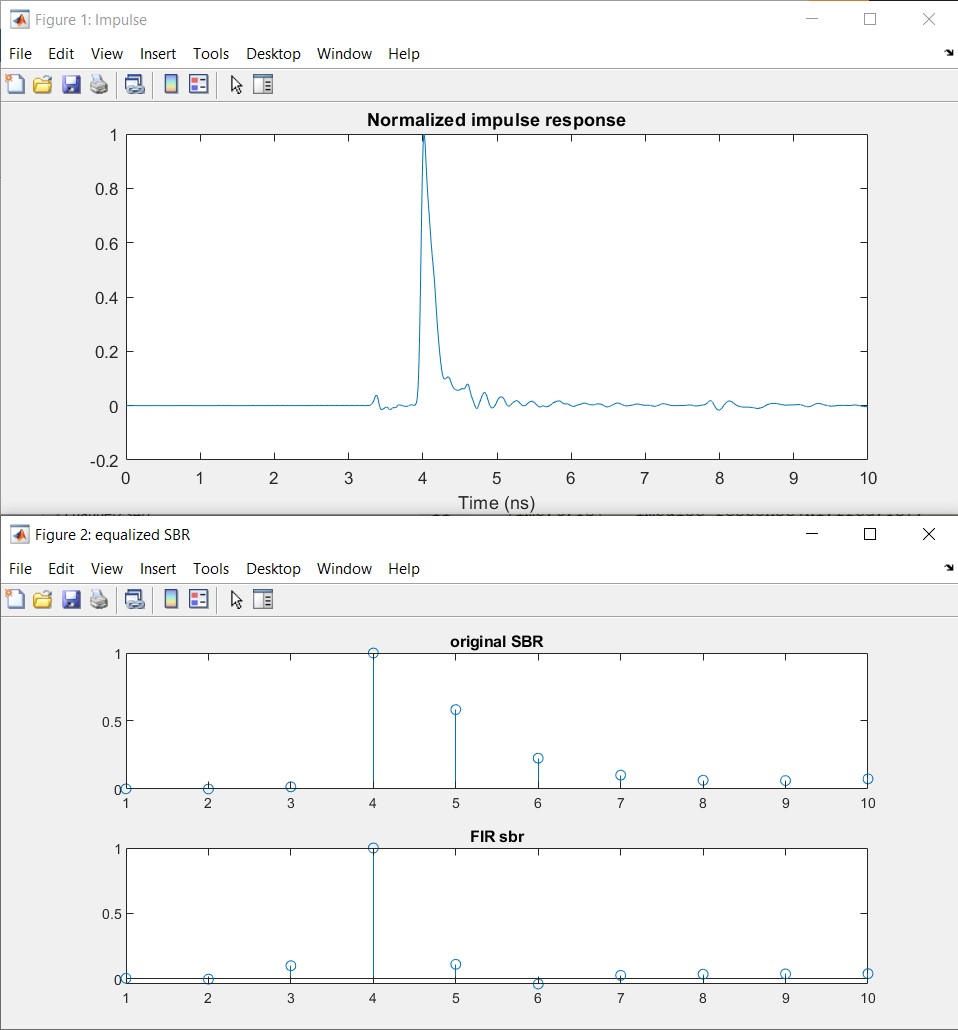 Figure 1: Impulse
File Edit View Insert Tools Desktop Window Help
Normalized impulse response
1
0.8
0.6
0.4
0.2
0
-0.2
0 1 2 3 4 5 6 7 8 9 10
Time (ns)
Figure 2: equalized SBR
File Edit View Insert Tools Desktop Window Help
original SBR
1
0.5
0
1 2 3 4 5 6 7 8 9 10
FIR sbr
1
0.5
0
1 2 3 4 5 6 7 8 9 10